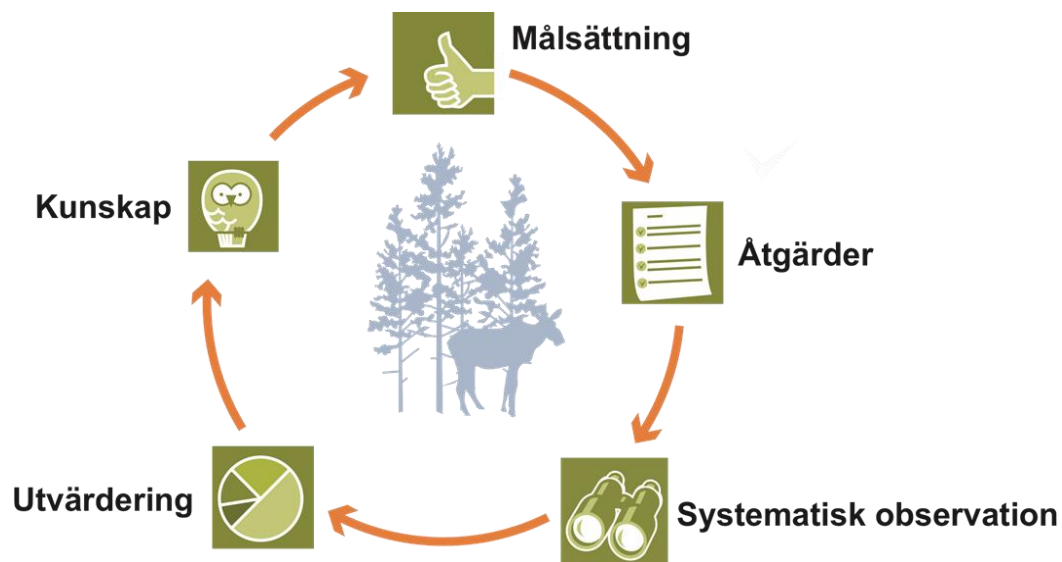 Målsättning
Åtgärder
Systematisk observation
Utvärdering
Kunskap